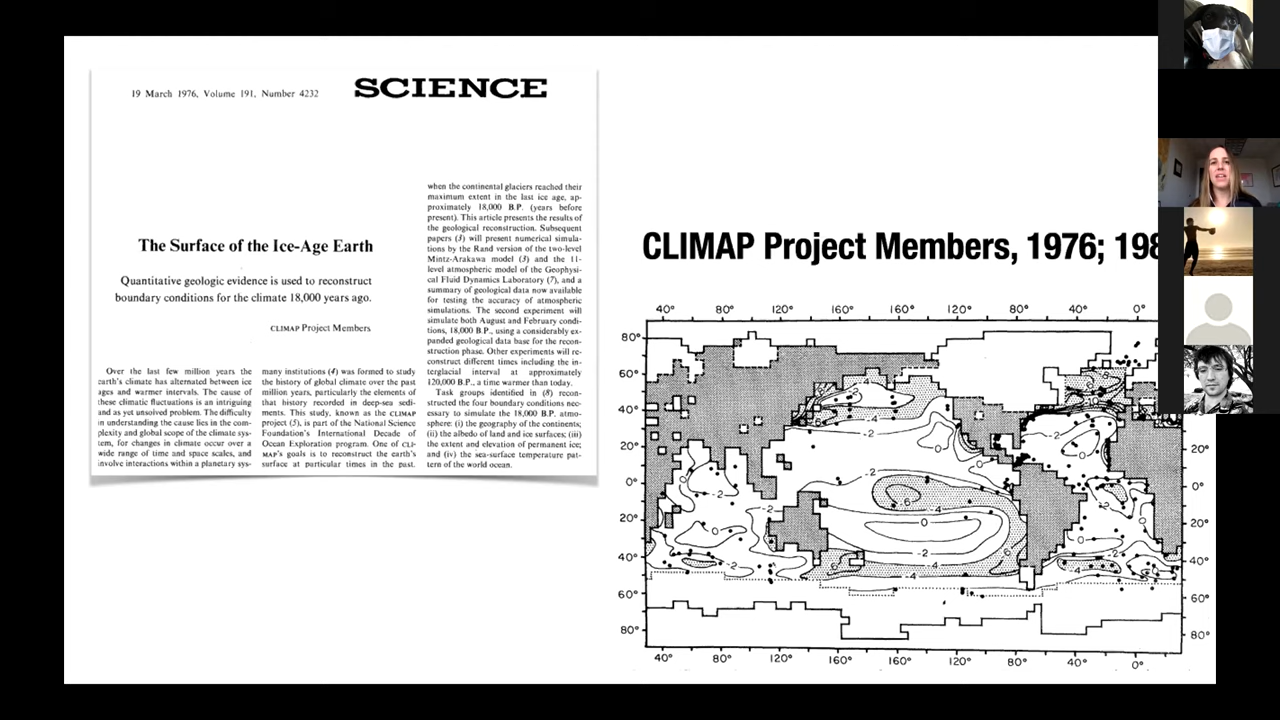 19 March 1976, Volume 191, Number 4232
SCIENCE
The Surface of the Ice-Age Earth
Quantitative geologic evidence is used to reconstruct
boundary conditions for the climate 18,000 years ago.
CLIMAP Project Members
Over the last few million years the
earth's climate has alternated between ice
ages and warmer intervals. The cause of
these climatic fluctuations is an intriguing
and as yet unsolved problem. The difficulty
in understanding the cause lies in the com-
plexity and global scope of the climate sys-
tem, for changes in climate occur over a
wide range of time and space scales, and
involve interactions within a planetary sys-
many institutions (4) was formed to study
the history of global climate over the past
million years, particularly the elements of
that history recorded in deep-sea sedi-
ments. This study, known as the CLIMAP
project (5), is part of the National Science
Foundation's International Decade of
Ocean Exploration program. One of CLI-
MAP's goals is to reconstruct the earth's
surface at particular times in the past.
when the continental glaciers reached their
maximum extent in the last ice age, ap-
proximately 18,000 B.P. (years before
present). This article presents the results of
the geological reconstruction. Subsequent
papers (3) will present numerical simula-
tions by the Rand version of the two-level
Mintz-Arakawa model (3) and the 11-
level atmospheric model of the Geophysi-
cal Fluid Dynamics Laboratory (7), and a
summary of geological data now available
for testing the accuracy of atmospheric
simulations. The second experiment will
simulate both August and February condi-
tions, 18,000 B.P., using a considerably ex-
panded geological data base for the recon-
struction phase. Other experiments will re-
construct different times including the in-
terglacial interval at approximately
120,000 B.P., a time warmer than today.
Task groups identified in (8) recon-
structed the four boundary conditions nec-
essary to simulate the 18,000 B.P. atmo-
sphere: (i) the geography of the continents;
(ii) the albedo of land and ice surfaces; (iii)
the extent and elevation of permanent ice;
and (iv) the sea-surface temperature pat-
tern of the world ocean.
CLIMAP Project Members, 1976; 198
40° 80° 120° 160° 160° 120° 80° 40° 0°
80°
60°
40°
20° 20°
0° 0°
20° 20°
40° 40°
60° 60°
80° 80°
40° 80° 120° 160° 160° 120° 80° 40° 0°